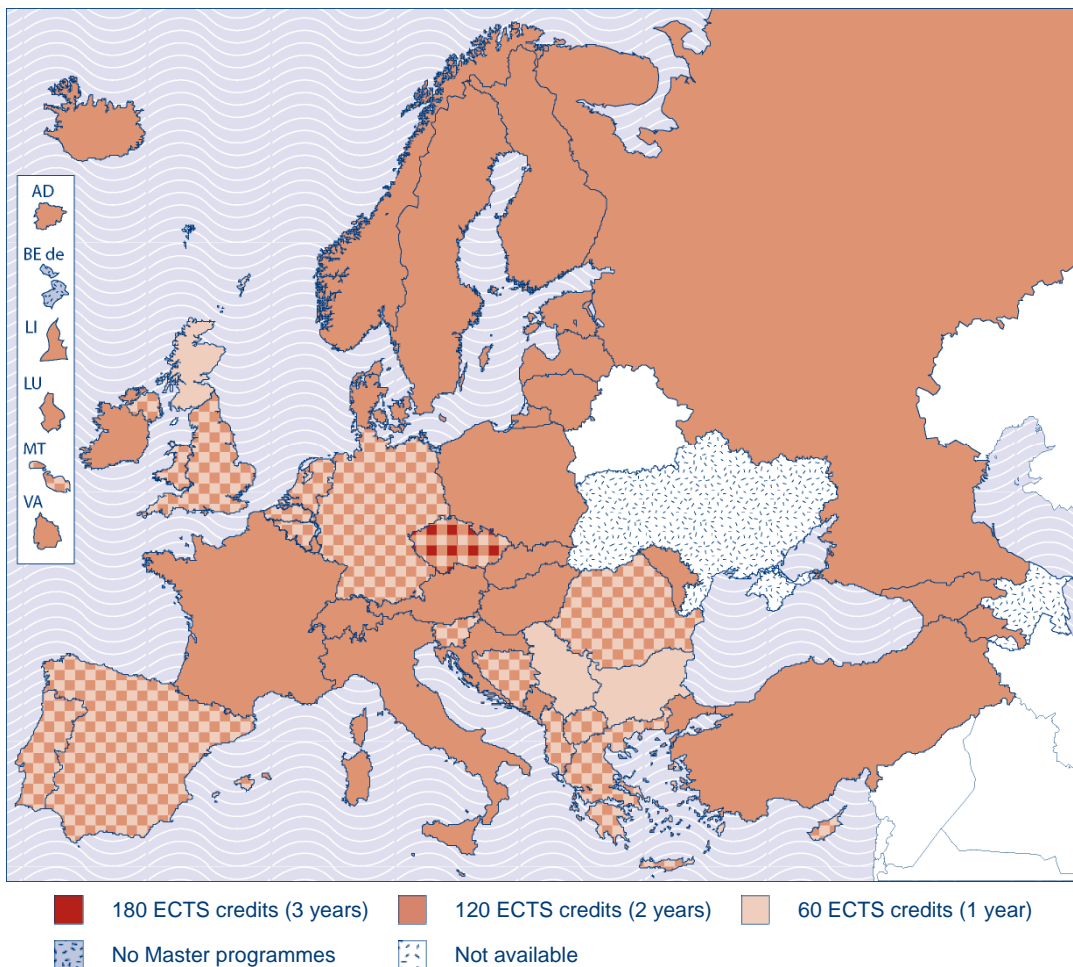 AD
BE de
LI
LU
MT
VA
180 ECTS credits (3 years)
120 ECTS credits (2 years)
60 ECTS credits (1 year)
No Master programmes
Not available